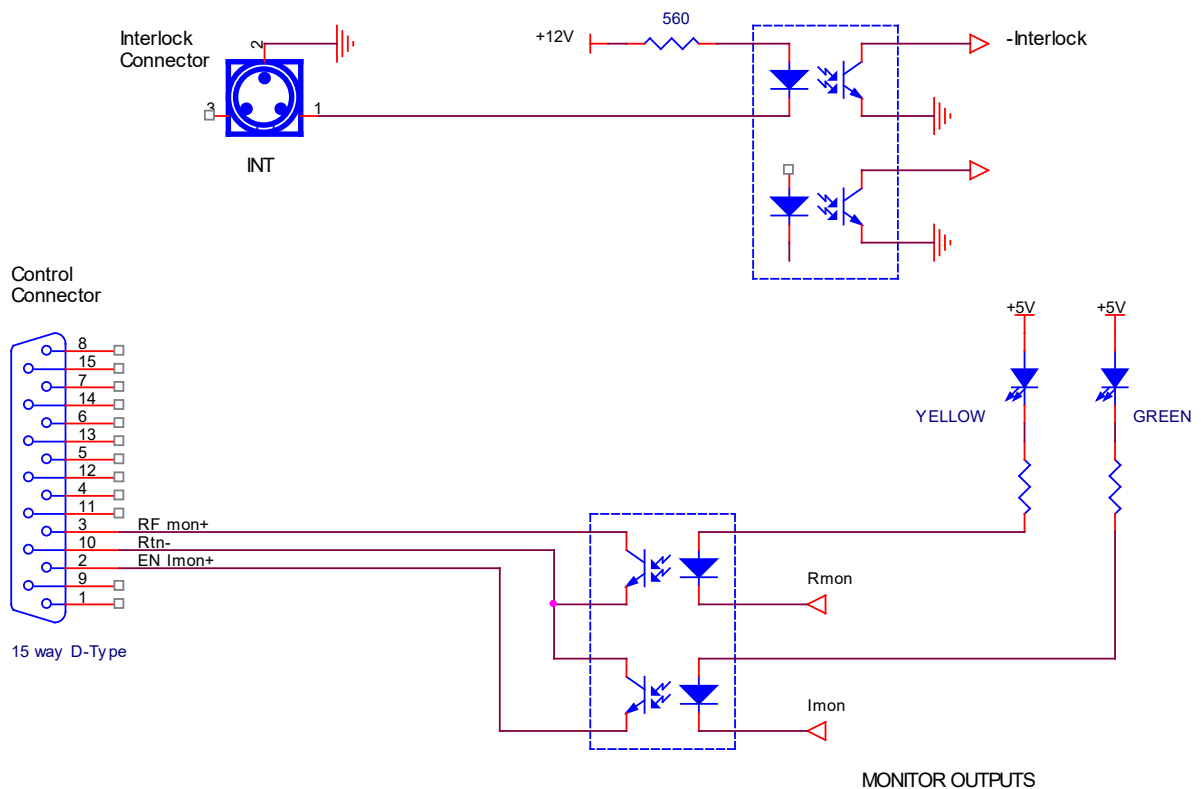 560
+12V
-Interlock
Interlock
Connector
2
3
1
INT
Control
Connector
+5V
+5V
8
15
7
14
6
13
5
12
4
11
3
10
2
9
1
YELLOW
GREEN
RF mon+
Rtn-
EN Imon+
Rmon
15 way D-Type
Imon
MONITOR OUTPUTS